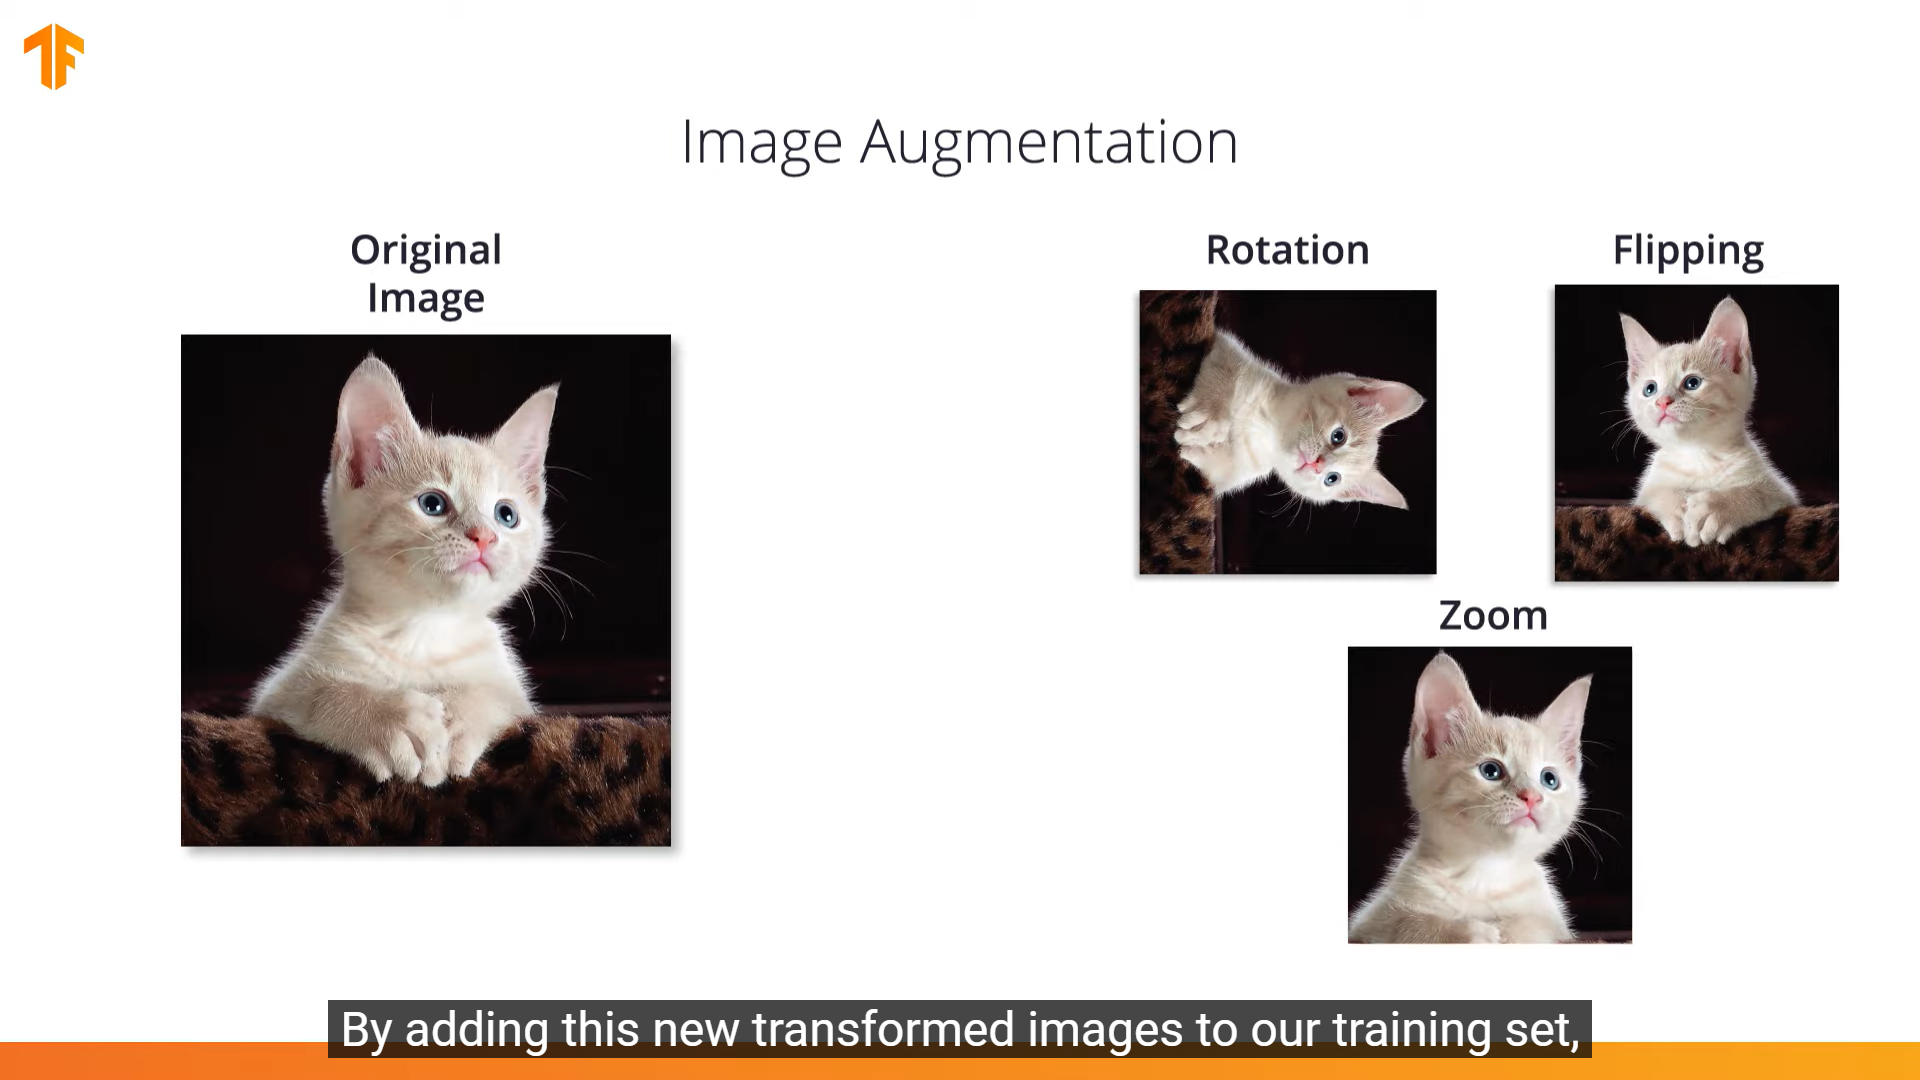 Image Augmentation
Original
Image
Rotation
Flipping
Zoom
By adding this new transformed images to our training set,